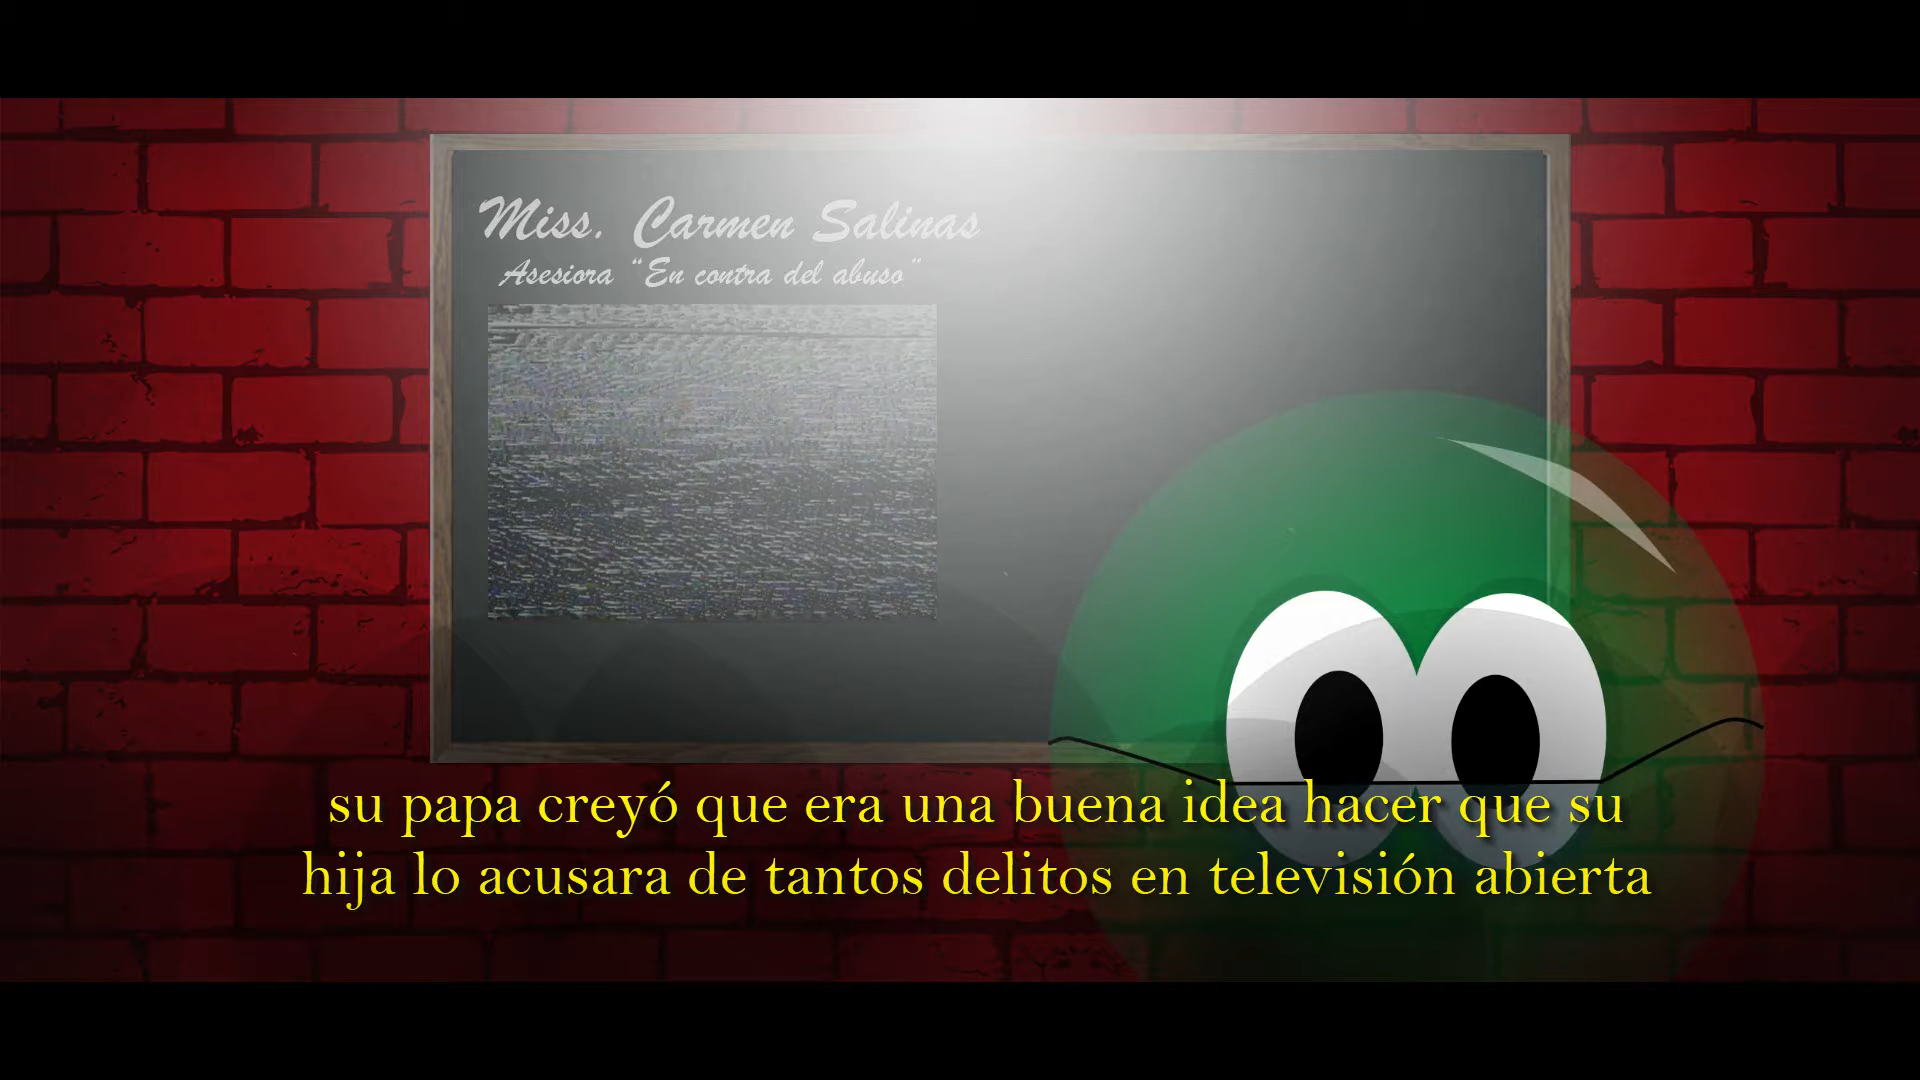 Miss. Carmen Salinas
Asesiora "En contra del abuso"
su papa creyó que era una buena idea hacer que su
hija lo acusara de tantos delitos en televisión abierta